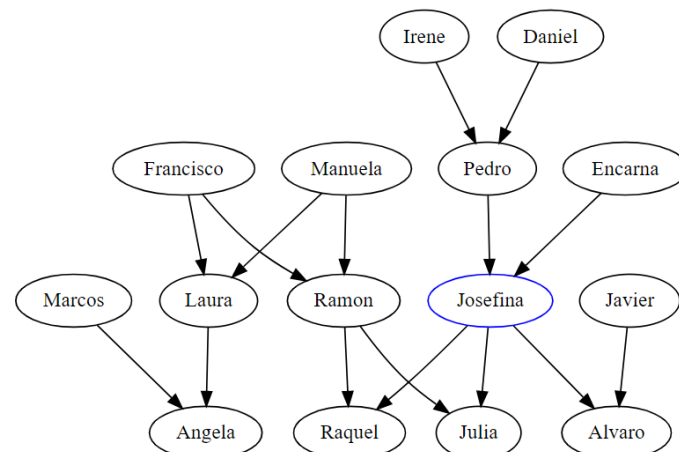 Irene
Daniel
Francisco
Manuela
Pedro
Encarna
Marcos
Laura
Ramon
Josefina
Javier
Angela
Raquel
Julia
Alvaro